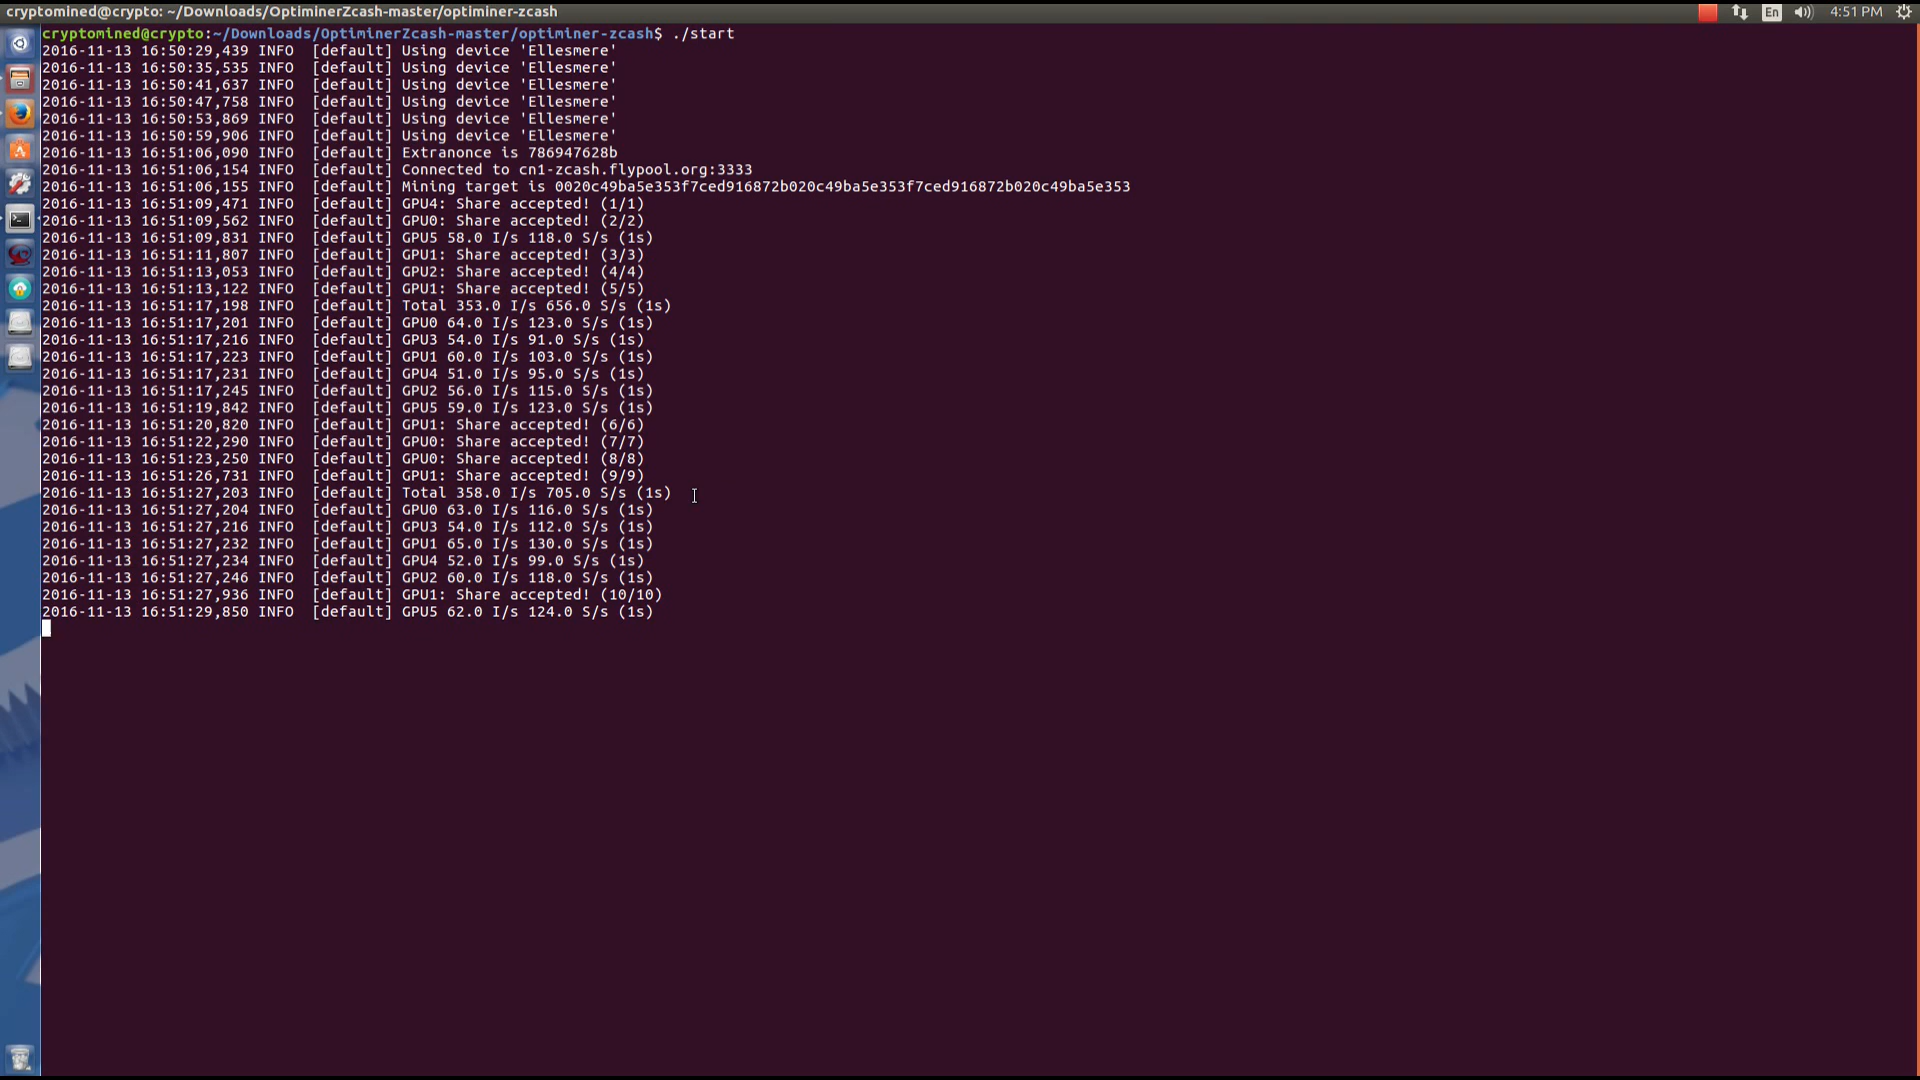 cryptomined@crypto: ~/Downloads/OptiminerZcash-master/optiminer-zcash
En
4:51 PM
cryptomined@crypto:~/Downloads/OptiminerZcash-master/optiminer-zcash$ ./start
2016-11-13 16:50:29,439 INFO  [default] Using device 'Ellesmere'
2016-11-13 16:50:35,535 INFO  [default] Using device 'Ellesmere'
2016-11-13 16:50:41,637 INFO  [default] Using device 'Ellesmere'
2016-11-13 16:50:47,758 INFO  [default] Using device 'Ellesmere'
2016-11-13 16:50:53,869 INFO  [default] Using device 'Ellesmere'
2016-11-13 16:50:59,906 INFO  [default] Using device 'Ellesmere'
2016-11-13 16:51:06,090 INFO  [default] Extranonce is 786947628b
2016-11-13 16:51:06,154 INFO  [default] Connected to cn1-zcash.flypool.org:3333
2016-11-13 16:51:06,155 INFO  [default] Mining target is 0020c49ba5e353f7ced916872b020c49ba5e353f7ced916872b020c49ba5e353
2016-11-13 16:51:09,471 INFO  [default] GPU4: Share accepted! (1/1)
2016-11-13 16:51:09,562 INFO  [default] GPU0: Share accepted! (2/2)
2016-11-13 16:51:09,831 INFO  [default] GPU5 58.0 I/s 118.0 S/s (1s)
2016-11-13 16:51:11,807 INFO  [default] GPU1: Share accepted! (3/3)
2016-11-13 16:51:13,053 INFO  [default] GPU2: Share accepted! (4/4)
2016-11-13 16:51:13,122 INFO  [default] GPU1: Share accepted! (5/5)
2016-11-13 16:51:17,198 INFO  [default] Total 353.0 I/s 656.0 S/s (1s)
2016-11-13 16:51:17,201 INFO  [default] GPU0 64.0 I/s 123.0 S/s (1s)
2016-11-13 16:51:17,216 INFO  [default] GPU3 54.0 I/s 91.0 S/s (1s)
2016-11-13 16:51:17,223 INFO  [default] GPU1 60.0 I/s 103.0 S/s (1s)
2016-11-13 16:51:17,231 INFO  [default] GPU4 51.0 I/s 95.0 S/s (1s)
2016-11-13 16:51:17,245 INFO  [default] GPU2 56.0 I/s 115.0 S/s (1s)
2016-11-13 16:51:19,842 INFO  [default] GPU5 59.0 I/s 123.0 S/s (1s)
2016-11-13 16:51:20,820 INFO  [default] GPU1: Share accepted! (6/6)
2016-11-13 16:51:22,290 INFO  [default] GPU0: Share accepted! (7/7)
2016-11-13 16:51:23,250 INFO  [default] GPU0: Share accepted! (8/8)
2016-11-13 16:51:26,731 INFO  [default] GPU1: Share accepted! (9/9)
2016-11-13 16:51:27,203 INFO  [default] Total 358.0 I/s 705.0 S/s (1s)
2016-11-13 16:51:27,204 INFO  [default] GPU0 63.0 I/s 116.0 S/s (1s)
2016-11-13 16:51:27,216 INFO  [default] GPU3 54.0 I/s 112.0 S/s (1s)
2016-11-13 16:51:27,232 INFO  [default] GPU1 65.0 I/s 130.0 S/s (1s)
2016-11-13 16:51:27,234 INFO  [default] GPU4 52.0 I/s 99.0 S/s (1s)
2016-11-13 16:51:27,246 INFO  [default] GPU2 60.0 I/s 118.0 S/s (1s)
2016-11-13 16:51:27,936 INFO  [default] GPU1: Share accepted! (10/10)
2016-11-13 16:51:29,850 INFO  [default] GPU5 62.0 I/s 124.0 S/s (1s)